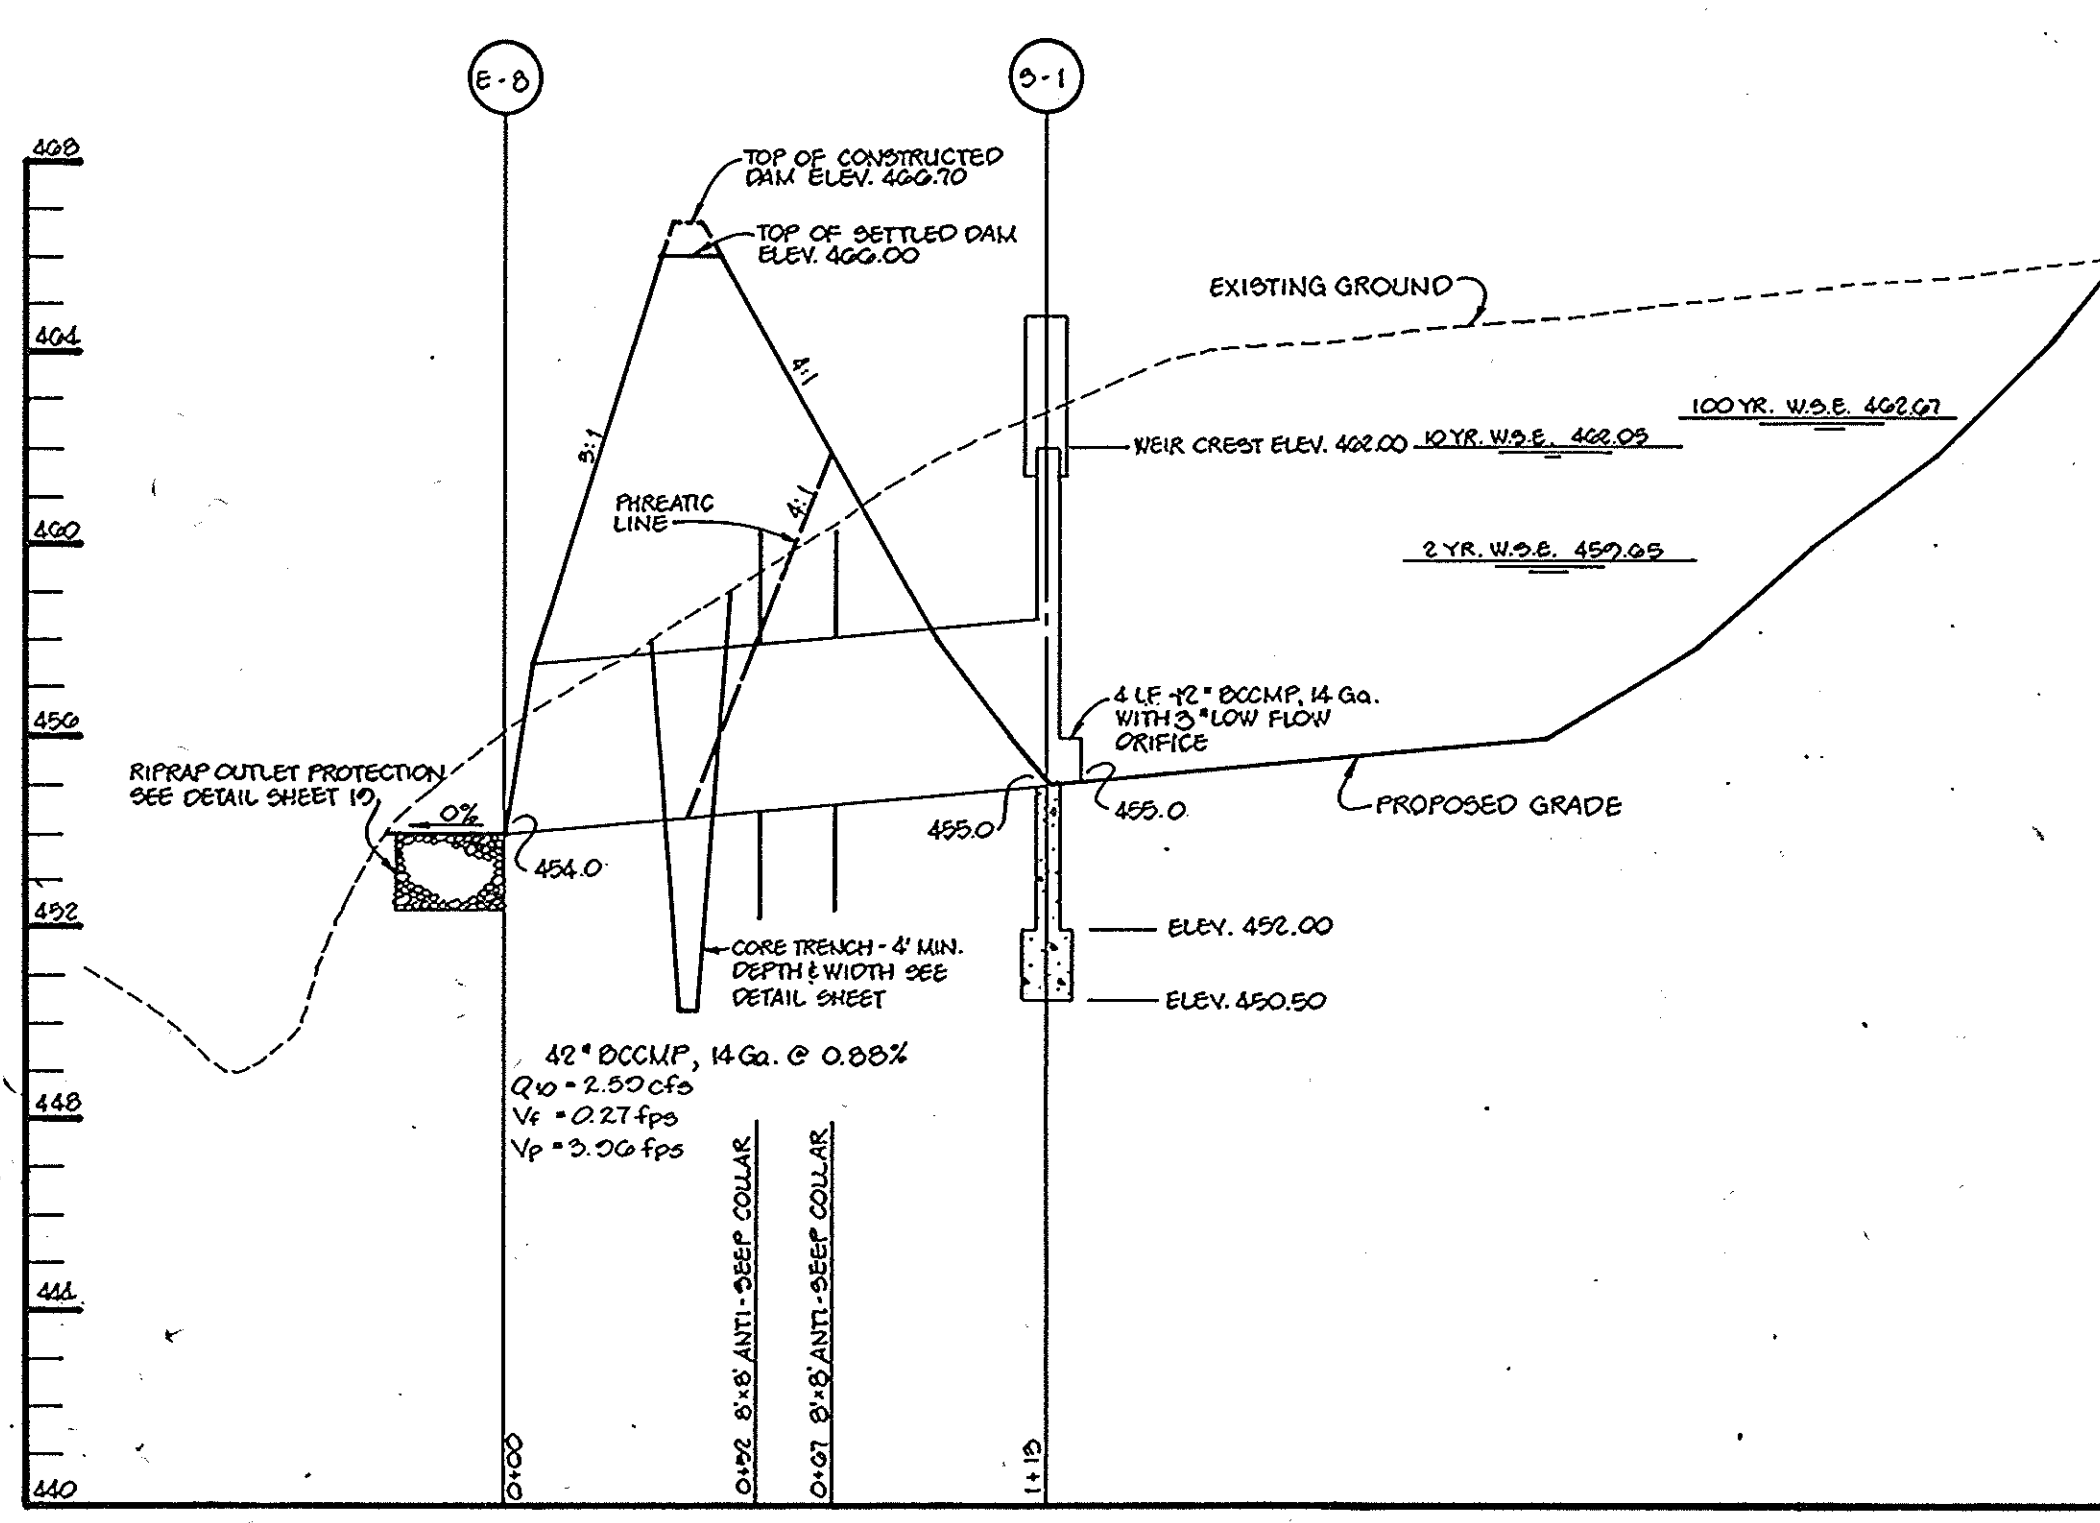 E-8
S-1
468
464
460
456
452
448
444
440
TOP OF CONSTRUCTED
DAM ELEV. 466.70
TOP OF SETTLED DAM
ELEV. 466.00
3:1
4:1
4:1
PHREATIC
LINE
EXISTING GROUND
WEIR CREST ELEV. 462.00
10 YR. W.S.E. 462.05
100 YR. W.S.E. 462.67
2 YR. W.S.E. 459.65
4 LF - 12" BCCMP, 14 Ga.
WITH 3" LOW FLOW
ORIFICE
RIPRAP OUTLET PROTECTION
SEE DETAIL SHEET
0%
454.0
455.0
455.0
PROPOSED GRADE
CORE TRENCH - 4' MIN.
DEPTH & WIDTH SEE
DETAIL SHEET
ELEV. 452.00
ELEV. 450.50
42" BCCMP, 14 Ga. @ 0.88%
Q10 = 2.59 cfs
Vf = 0.27 fps
Vp = 3.96 fps
0+00
0+52 8'x8' ANTI-SEEP COLLAR
0+67 8'x8' ANTI-SEEP COLLAR
1+13